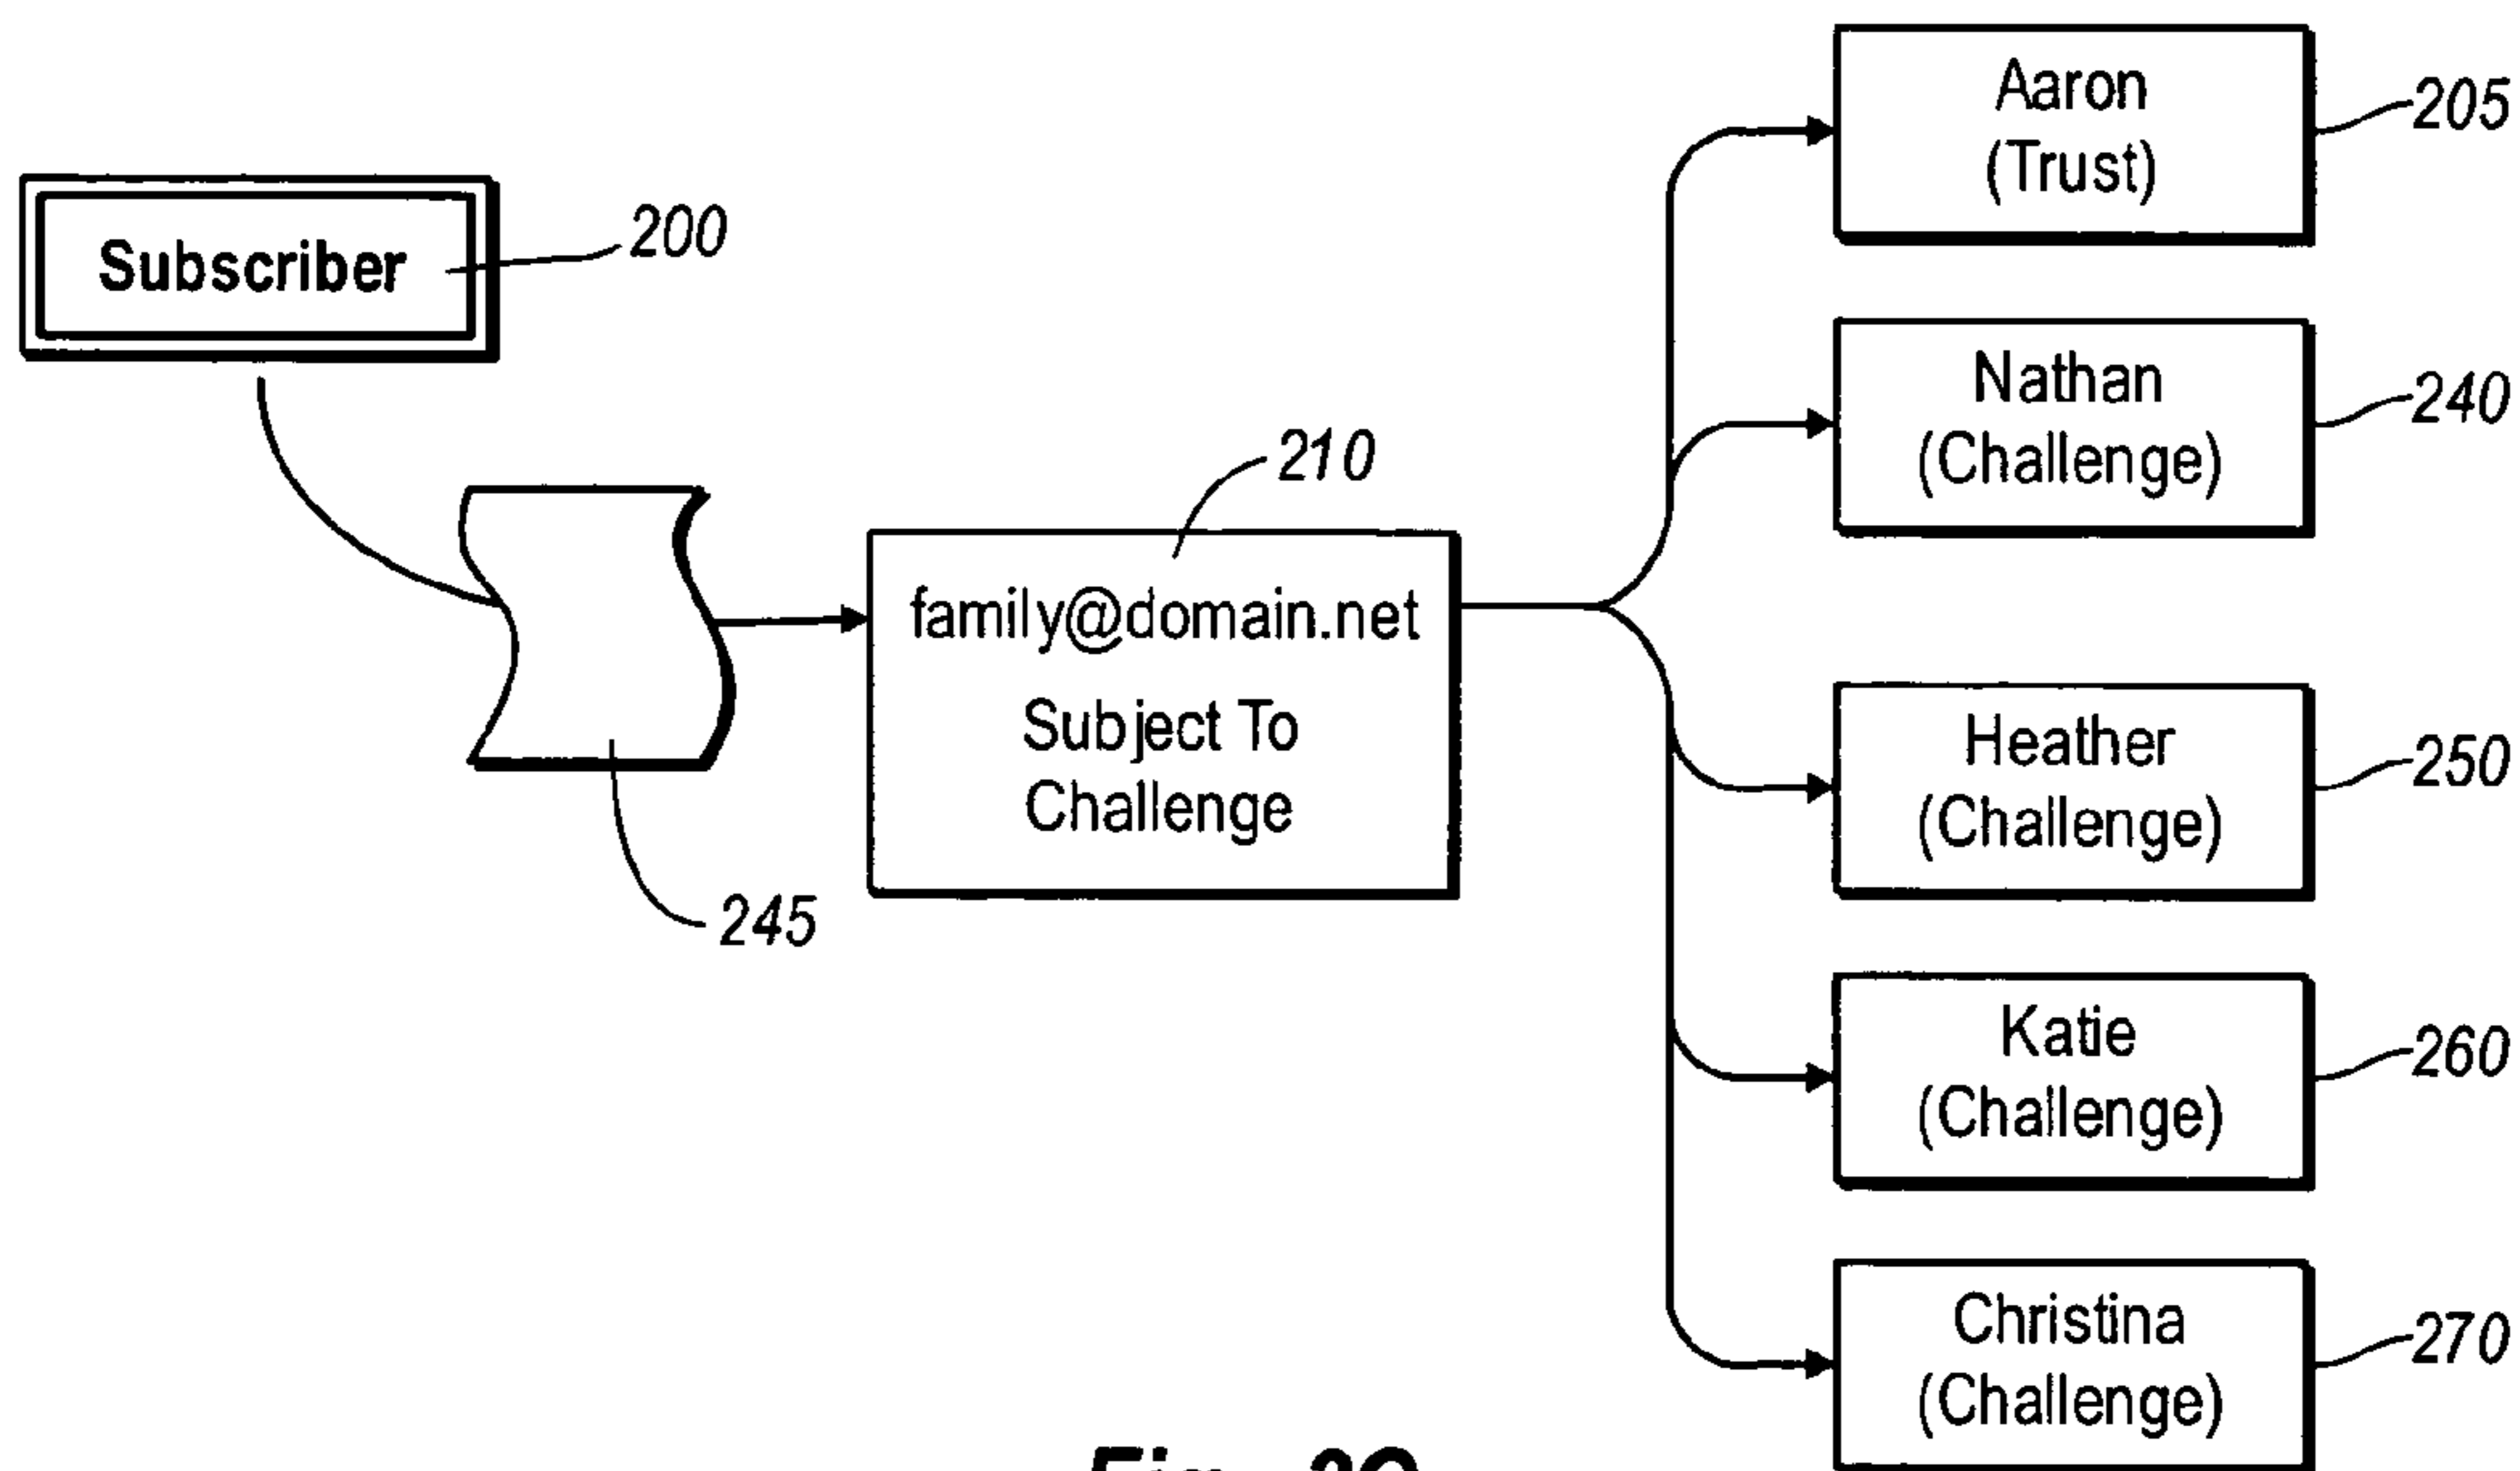 Subscriber
200
245
210
family@domain.net
Subject To
Challenge
Aaron
(Trust)
205
Nathan
(Challenge)
240
Heather
(Challenge)
250
Katie
(Challenge)
260
Christina
(Challenge)
270